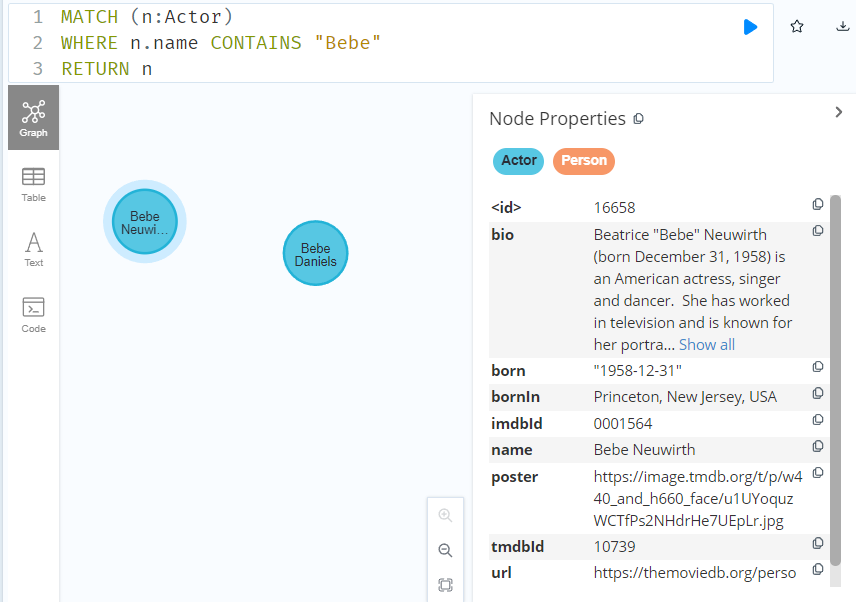 1 MATCH (n:Actor)
2 WHERE n.name CONTAINS "Bebe"
3 RETURN n
Graph
Table
Text
Code
Bebe
Neuwi...
Bebe
Daniels
Node Properties
Actor Person
<id> 16658
bio Beatrice "Bebe" Neuwirth
(born December 31, 1958) is
an American actress, singer
and dancer.  She has worked
in television and is known for
her portra... Show all
born "1958-12-31"
bornIn Princeton, New Jersey, USA
imdbId 0001564
name Bebe Neuwirth
poster https://image.tmdb.org/t/p/w4
40_and_h660_face/u1UYoquz
WCTfPs2NHdrHe7UEpLr.jpg
tmdbId 10739
url https://themoviedb.org/perso